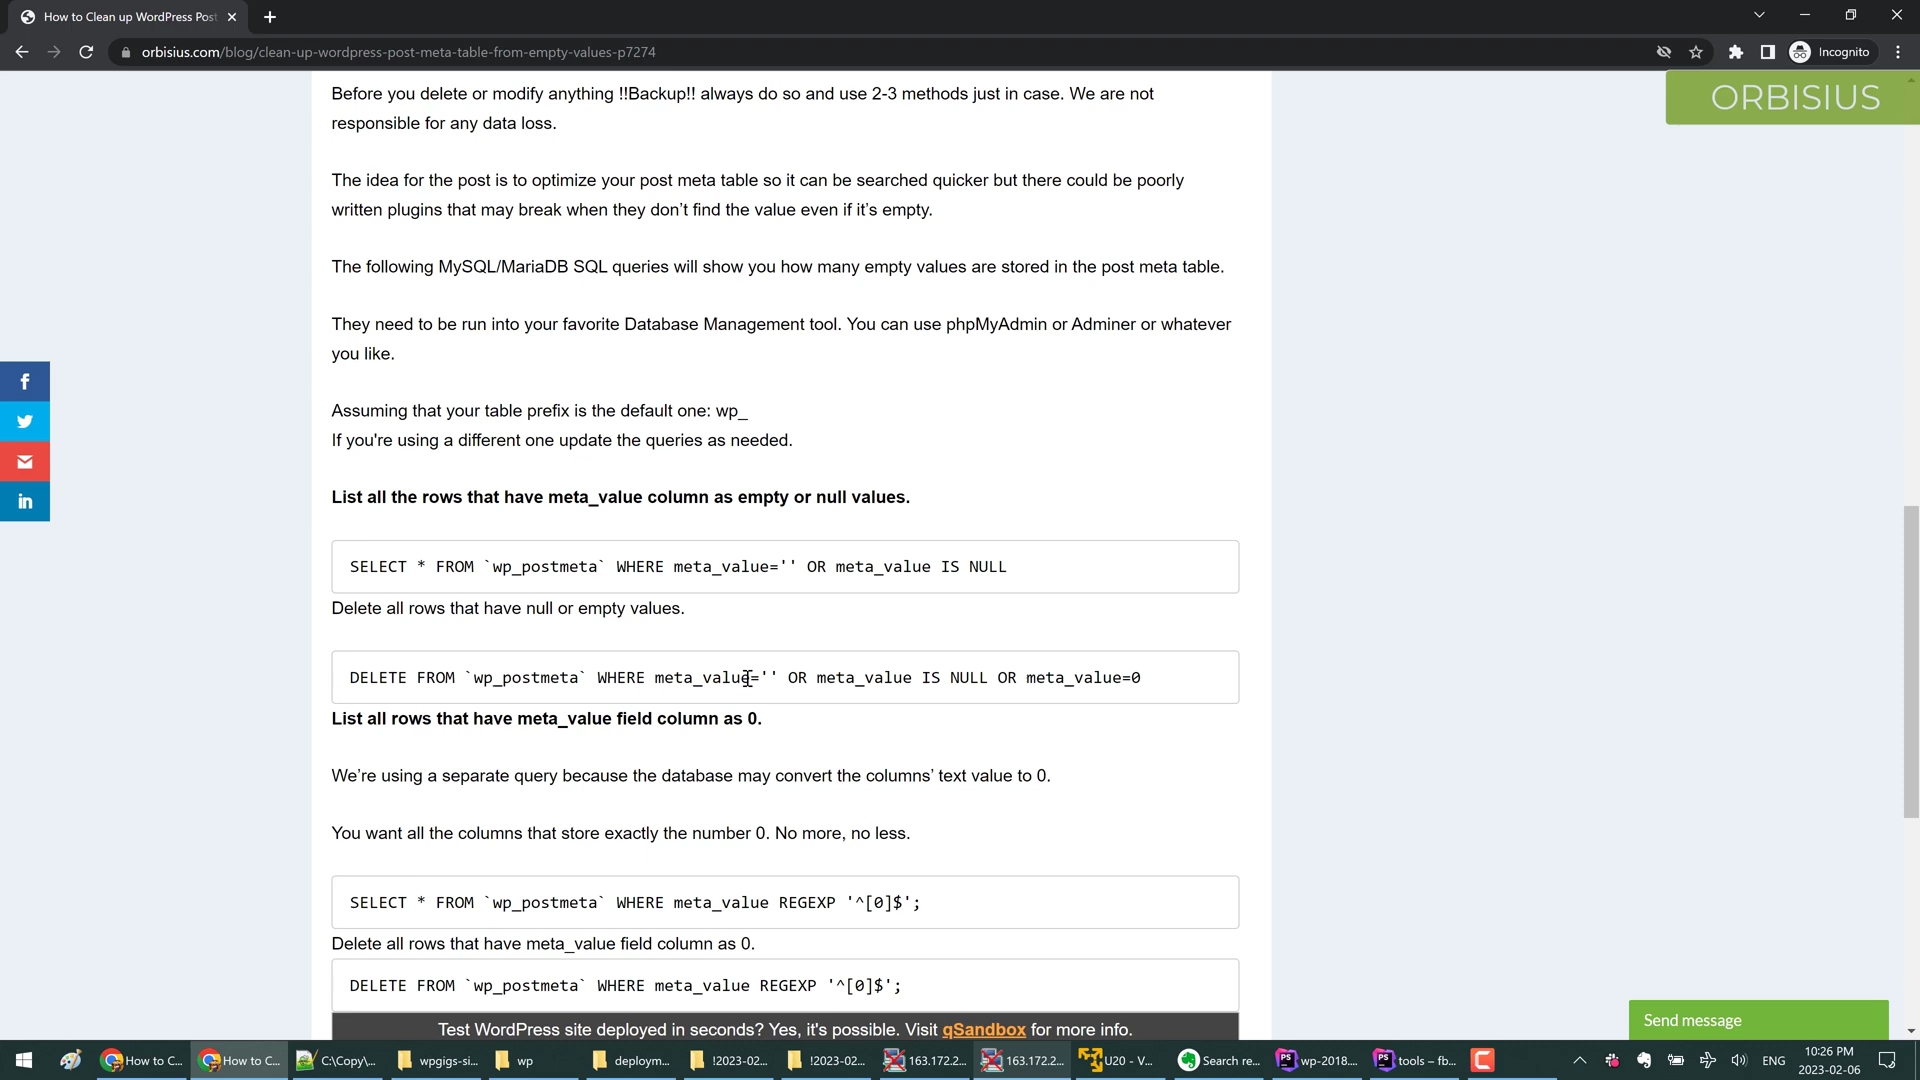 How to Clean up WordPress Post
orbisius.com/blog/clean-up-wordpress-post-meta-table-from-empty-values-p7274
Incognito
ORBISIUS
Before you delete or modify anything !!Backup!! always do so and use 2-3 methods just in case. We are not
responsible for any data loss.
The idea for the post is to optimize your post meta table so it can be searched quicker but there could be poorly
written plugins that may break when they don’t find the value even if it’s empty.
The following MySQL/MariaDB SQL queries will show you how many empty values are stored in the post meta table.
They need to be run into your favorite Database Management tool. You can use phpMyAdmin or Adminer or whatever
you like.
Assuming that your table prefix is the default one: wp_
If you're using a different one update the queries as needed.
List all the rows that have meta_value column as empty or null values.
SELECT * FROM `wp_postmeta` WHERE meta_value='' OR meta_value IS NULL
Delete all rows that have null or empty values.
DELETE FROM `wp_postmeta` WHERE meta_value='' OR meta_value IS NULL OR meta_value=0
List all rows that have meta_value field column as 0.
We’re using a separate query because the database may convert the columns’ text value to 0.
You want all the columns that store exactly the number 0. No more, no less.
SELECT * FROM `wp_postmeta` WHERE meta_value REGEXP '^[0]$';
Delete all rows that have meta_value field column as 0.
DELETE FROM `wp_postmeta` WHERE meta_value REGEXP '^[0]$';
Test WordPress site deployed in seconds? Yes, it's possible. Visit qSandbox for more info.
Send message
How to C...
How to C...
C:\Copy\...
wpgigs-si...
wp
deploym...
!2023-02...
!2023-02...
163.172.2...
163.172.2...
U20 - V...
Search re...
wp-2018....
tools – fb...
ENG
10:26 PM
2023-02-06